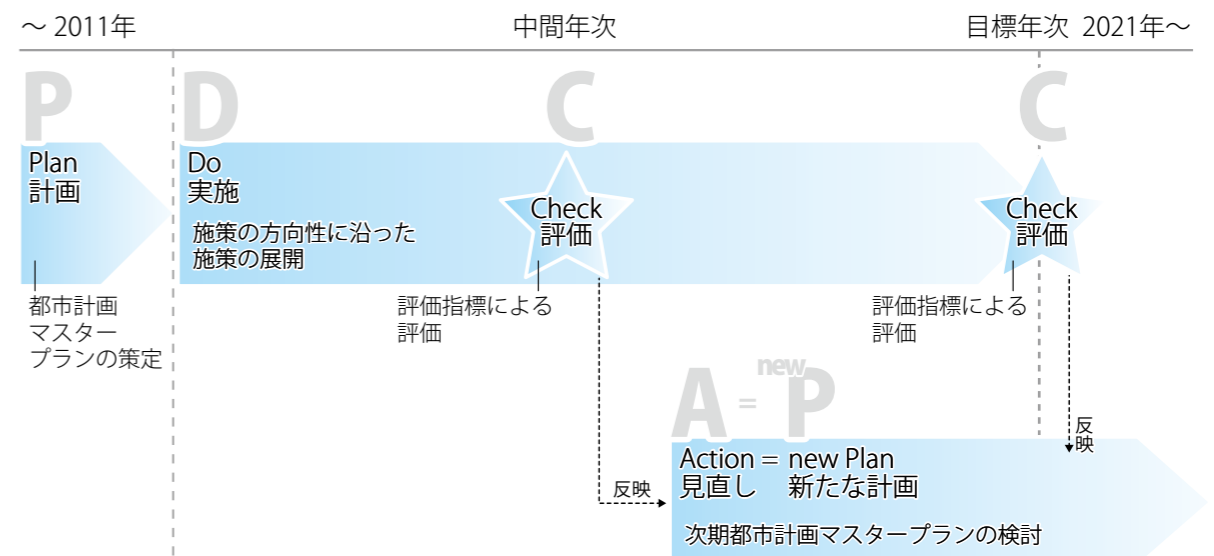 ～ 2011年
中間年次
目標年次 2021年～
P
D
C
C
Plan
計画
Do
実施
施策の方向性に沿った
施策の展開
Check
評価
Check
評価
都市計画
マスター
プランの策定
評価指標による
評価
評価指標による
評価
反映
A = new P
Action = new Plan
見直し 新たな計画
反映
次期都市計画マスタープランの検討